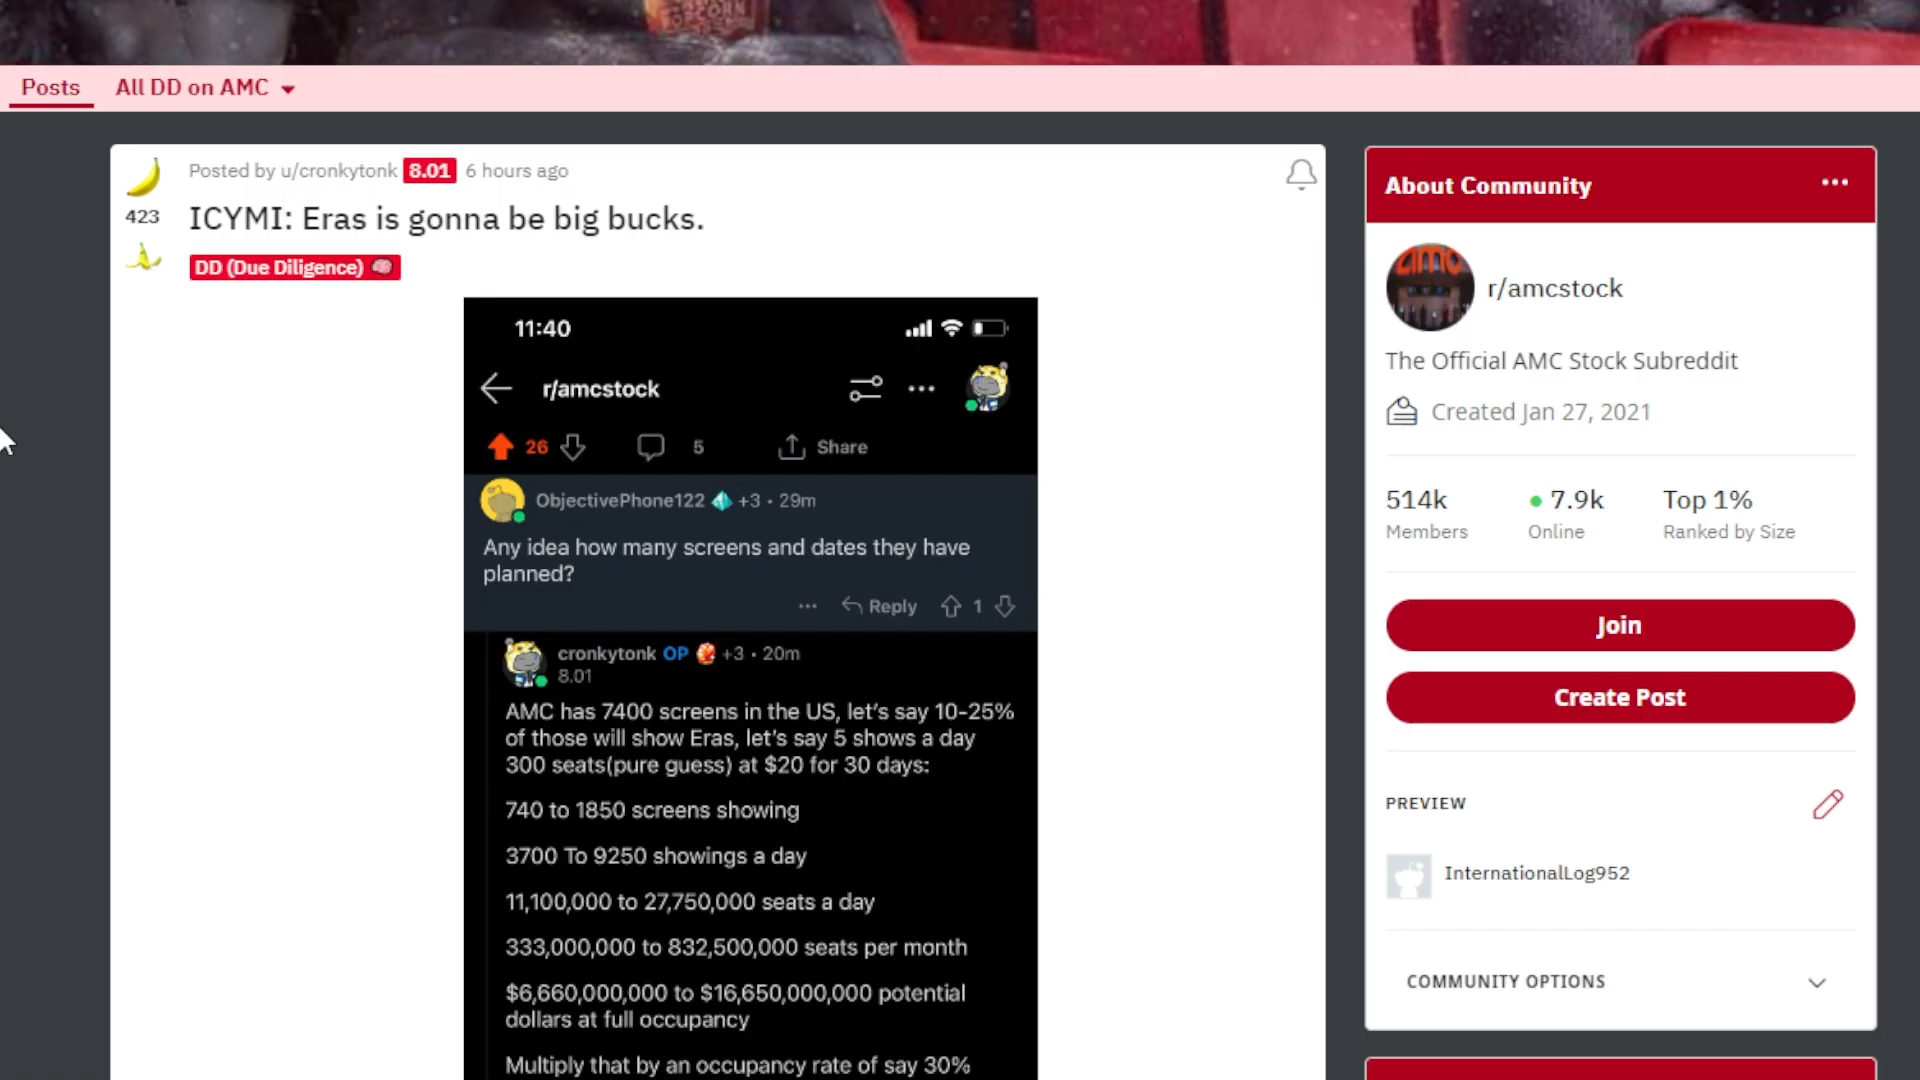 Posts
All DD on AMC
Posted by u/cronkytonk 8.01 6 hours ago
423
ICYMI: Eras is gonna be big bucks.
DD (Due Diligence)
11:40
r/amcstock
26
5
Share
ObjectivePhone122 +3 • 29m
Any idea how many screens and dates they have
planned?
Reply
1
cronkytonk OP +3 • 20m
8.01
AMC has 7400 screens in the US, let's say 10-25%
of those will show Eras, let's say 5 shows a day
300 seats(pure guess) at $20 for 30 days:
740 to 1850 screens showing
3700 To 9250 showings a day
11,100,000 to 27,750,000 seats a day
333,000,000 to 832,500,000 seats per month
$6,660,000,000 to $16,650,000,000 potential
dollars at full occupancy
Multiply that by an occupancy rate of say 30%
About Community
r/amcstock
The Official AMC Stock Subreddit
Created Jan 27, 2021
514k
Members
7.9k
Online
Top 1%
Ranked by Size
Join
Create Post
PREVIEW
InternationalLog952
COMMUNITY OPTIONS